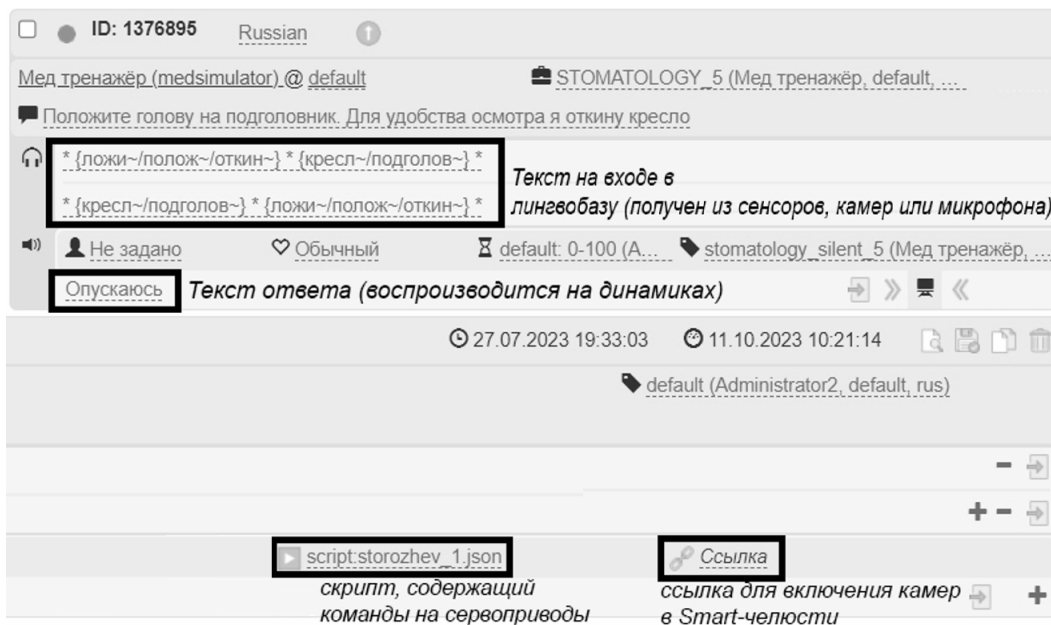 ID: 1376895 Russian
Мед тренажёр (medsimulator) @ default STOMATOLOGY_5 (Мед тренажёр, default, ...
Положите голову на подголовник. Для удобства осмотра я откину кресло
* {ложи~/полож~/откин~} * {кресл~/подголов~} *
Текст на входе в
* {кресл~/подголов~} * {ложи~/полож~/откин~} * лингвобазу (получен из сенсоров, камер или микрофона)
Не задано Обычный default: 0-100 (A... stomatology_silent_5 (Мед тренажёр, ...
Опускаюсь Текст ответа (воспроизводится на динамиках)
27.07.2023 19:33:03 11.10.2023 10:21:14
default (Administrator2, default, rus)
script:storozhev_1.json Ссылка
скрипт, содержащий ссылка для включения камер
команды на сервоприводы в Smart-челюсти